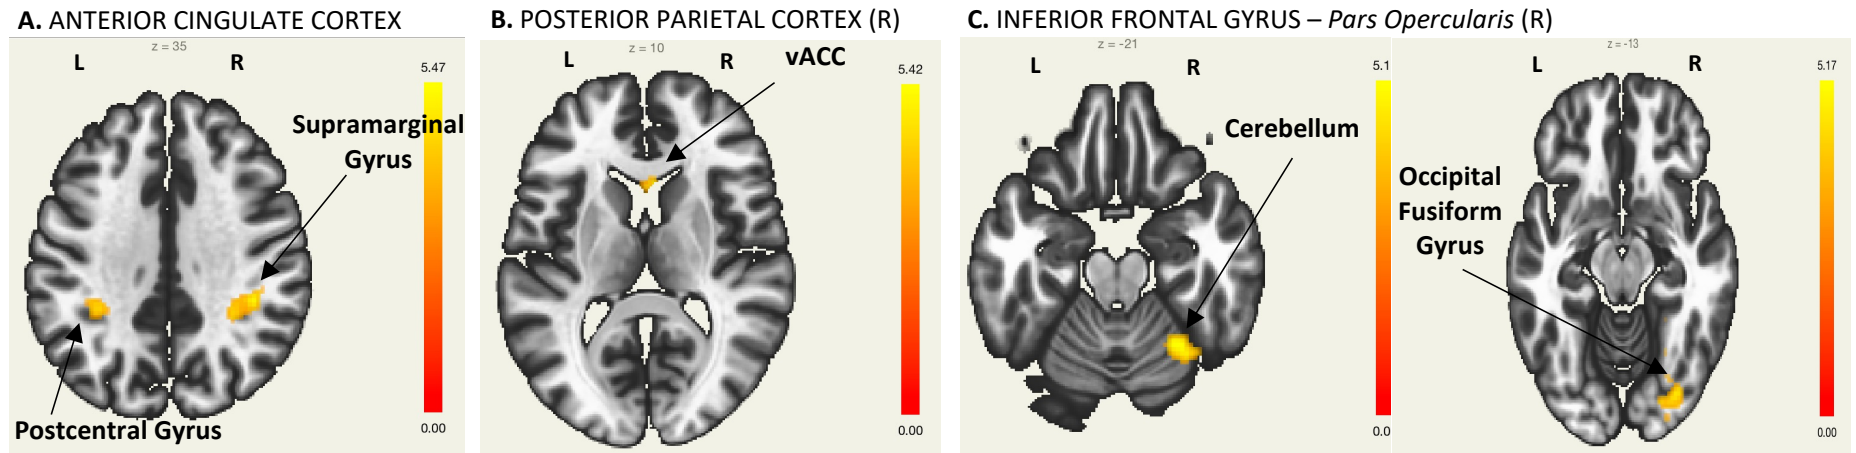 A. ANTERIOR CINGULATE CORTEX
z = 35
L
R
5.47
Supramarginal
Gyrus
Postcentral Gyrus
0.00
B. POSTERIOR PARIETAL CORTEX (R)
z = 10
L
R
vACC
5.42
0.00
C. INFERIOR FRONTAL GYRUS – Pars Opercularis (R)
z = -21
L
R
5.1
Cerebellum
0.0
z = -13
L
R
5.17
Occipital
Fusiform
Gyrus
0.00